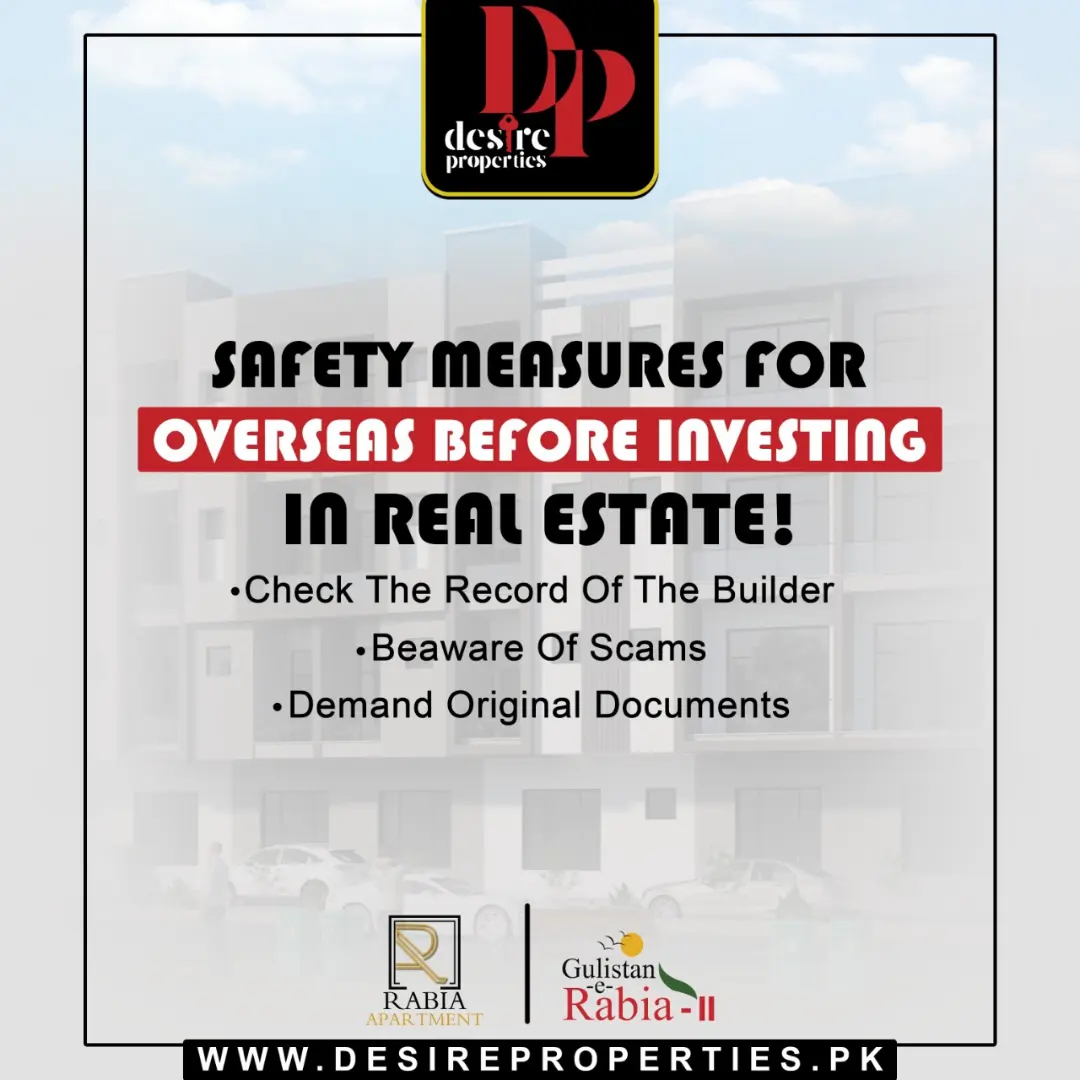 DP
desire
properties
SAFETY MEASURES FOR
OVERSEAS BEFORE INVESTING
IN REAL ESTATE!
•Check The Record Of The Builder
•Beaware Of Scams
•Demand Original Documents
R
RABIA
APARTMENT
Gulistan
-e-
Rabia - II
WWW.DESIREPROPERTIES.PK